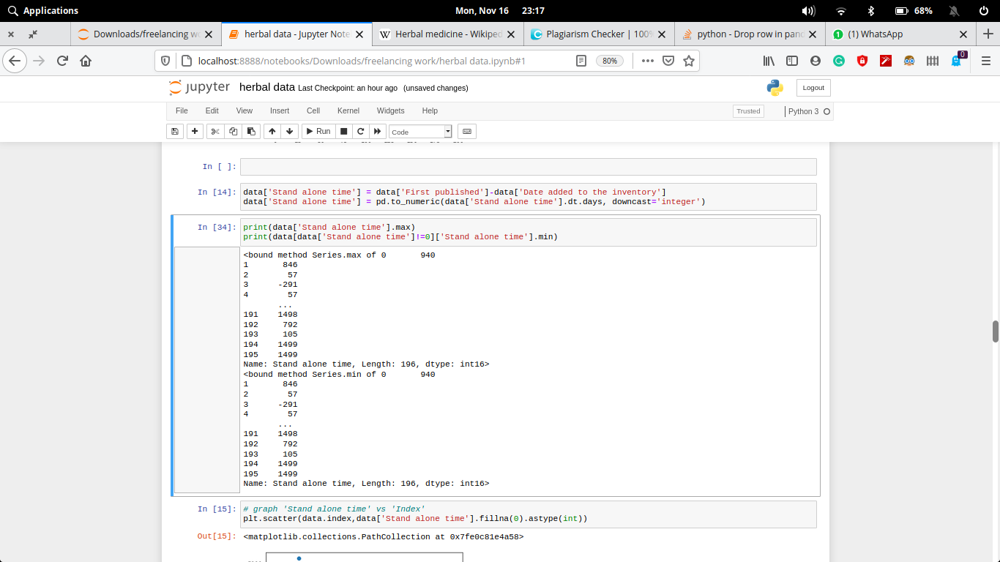 Applications
Mon, Nov 16 23:17
68%
Downloads/freelancing wo
herbal data - Jupyter Note
Herbal medicine - Wikiped
Plagiarism Checker | 100%
python - Drop row in pand
(1) WhatsApp
localhost:8888/notebooks/Downloads/freelancing work/herbal data.ipynb#1
80%
0
jupyter herbal data Last Checkpoint: an hour ago (unsaved changes)
Logout
File Edit View Insert Cell Kernel Widgets Help
Trusted
Python 3
Run
Code
In [ ]:
In [14]: data['Stand alone time'] = data['First published']-data['Date added to the inventory']
data['Stand alone time'] = pd.to_numeric(data['Stand alone time'].dt.days, downcast='integer')
In [34]: print(data['Stand alone time'].max)
print(data[data['Stand alone time']!=0]['Stand alone time'].min)
<bound method Series.max of 0 940
1 846
2 57
3 -291
4 57
...
191 1498
192 792
193 105
194 1499
195 1499
Name: Stand alone time, Length: 196, dtype: int16>
<bound method Series.min of 0 940
1 846
2 57
3 -291
4 57
...
191 1498
192 792
193 105
194 1499
195 1499
Name: Stand alone time, Length: 196, dtype: int16>
In [15]: # graph 'Stand alone time' vs 'Index'
plt.scatter(data.index,data['Stand alone time'].fillna(0).astype(int))
Out[15]: <matplotlib.collections.PathCollection at 0x7fe0c81e4a58>